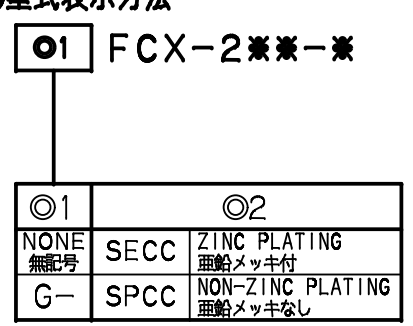 型式表示方法
◎1 FCX-2※※-※
◎1 ◎2
NONE 無記号 SECC ZINC PLATING 亜鉛メッキ付
G- SPCC NON-ZINC PLATING 亜鉛メッキなし